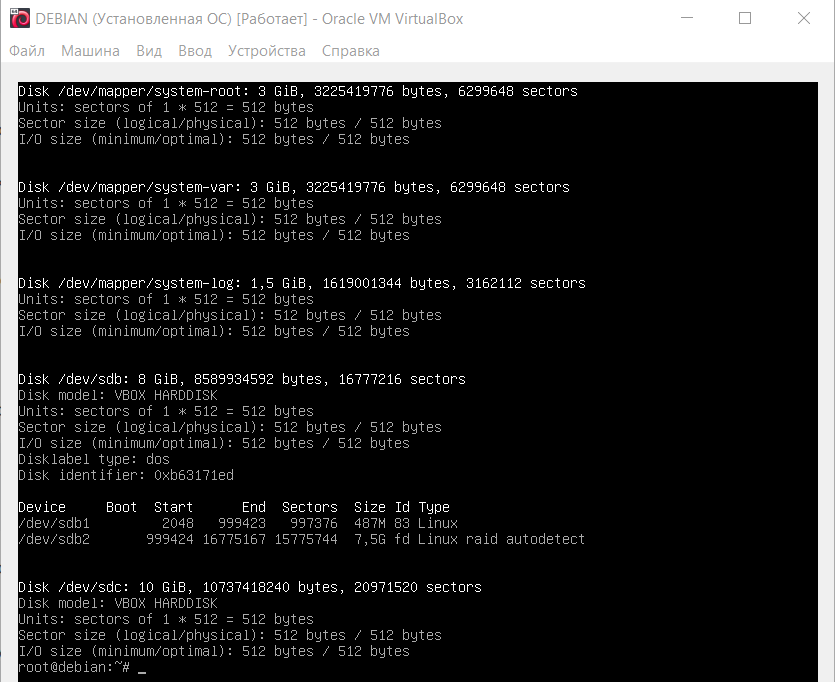 DEBIAN (Установленная ОС) [Работает] - Oracle VM VirtualBox
Файл Машина Вид Ввод Устройства Справка
Disk /dev/mapper/system-root: 3 GiB, 3225419776 bytes, 6299648 sectors
Units: sectors of 1 * 512 = 512 bytes
Sector size (logical/physical): 512 bytes / 512 bytes
I/O size (minimum/optimal): 512 bytes / 512 bytes
Disk /dev/mapper/system-var: 3 GiB, 3225419776 bytes, 6299648 sectors
Units: sectors of 1 * 512 = 512 bytes
Sector size (logical/physical): 512 bytes / 512 bytes
I/O size (minimum/optimal): 512 bytes / 512 bytes
Disk /dev/mapper/system-log: 1,5 GiB, 1619001344 bytes, 3162112 sectors
Units: sectors of 1 * 512 = 512 bytes
Sector size (logical/physical): 512 bytes / 512 bytes
I/O size (minimum/optimal): 512 bytes / 512 bytes
Disk /dev/sdb: 8 GiB, 8589934592 bytes, 16777216 sectors
Disk model: VBOX HARDDISK
Units: sectors of 1 * 512 = 512 bytes
Sector size (logical/physical): 512 bytes / 512 bytes
I/O size (minimum/optimal): 512 bytes / 512 bytes
Disklabel type: dos
Disk identifier: 0xb63171ed
Device Boot Start End Sectors Size Id Type
/dev/sdb1 2048 999423 997376 487M 83 Linux
/dev/sdb2 999424 16775167 15775744 7,5G fd Linux raid autodetect
Disk /dev/sdc: 10 GiB, 10737418240 bytes, 20971520 sectors
Disk model: VBOX HARDDISK
Units: sectors of 1 * 512 = 512 bytes
Sector size (logical/physical): 512 bytes / 512 bytes
I/O size (minimum/optimal): 512 bytes / 512 bytes
root@debian:~# _